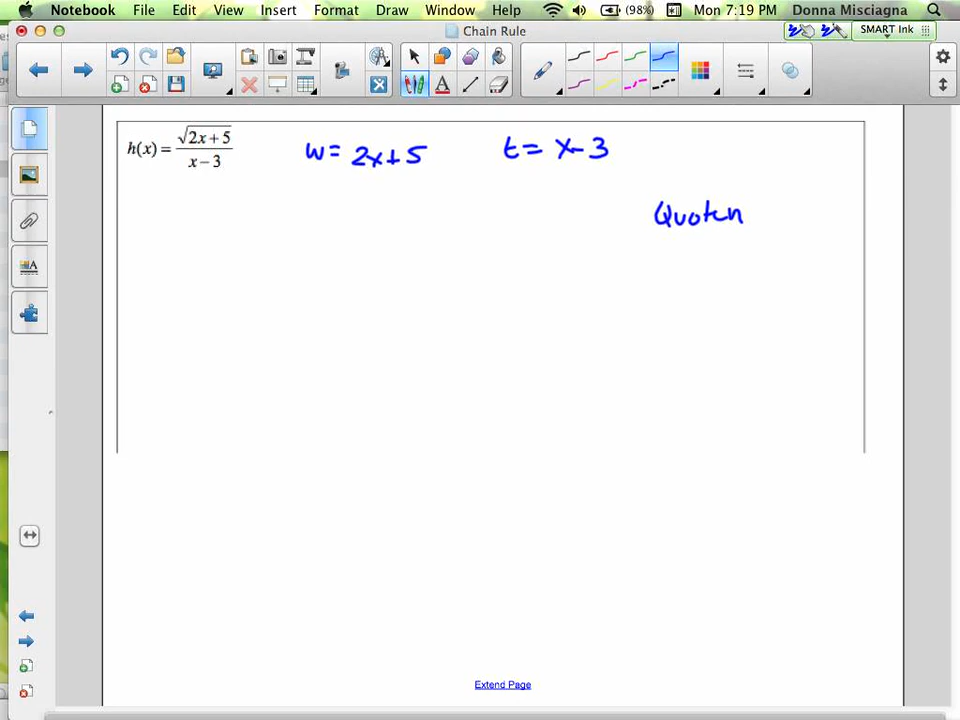 Notebook File Edit View Insert Format Draw Window Help (98%) Mon 7:19 PM Donna Misciagna
Chain Rule
SMART Ink
h(x) = √(2x + 5) / (x − 3)
w = 2x+5
t = x-3
Quoten
Extend Page